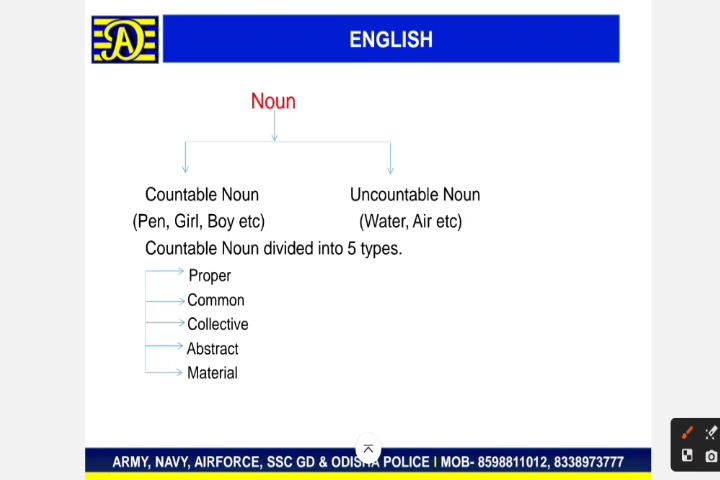 ENGLISH
Noun
Countable Noun
Uncountable Noun
(Pen, Girl, Boy etc)
(Water, Air etc)
Countable Noun divided into 5 types.
Proper
Common
Collective
Abstract
Material
ARMY, NAVY, AIRFORCE, SSC GD & ODISHA POLICE I MOB- 8598811012, 8338973777